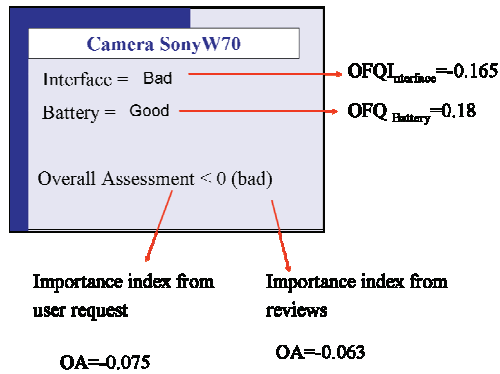 Camera SonyW70
Interface = Bad
OFQI_nterface=-0.165
Battery = Good
OFQ Battery=0.18
Overall Assessment < 0 (bad)
Importance index from
user request
OA=-0.075
Importance index from
reviews
OA=-0.063